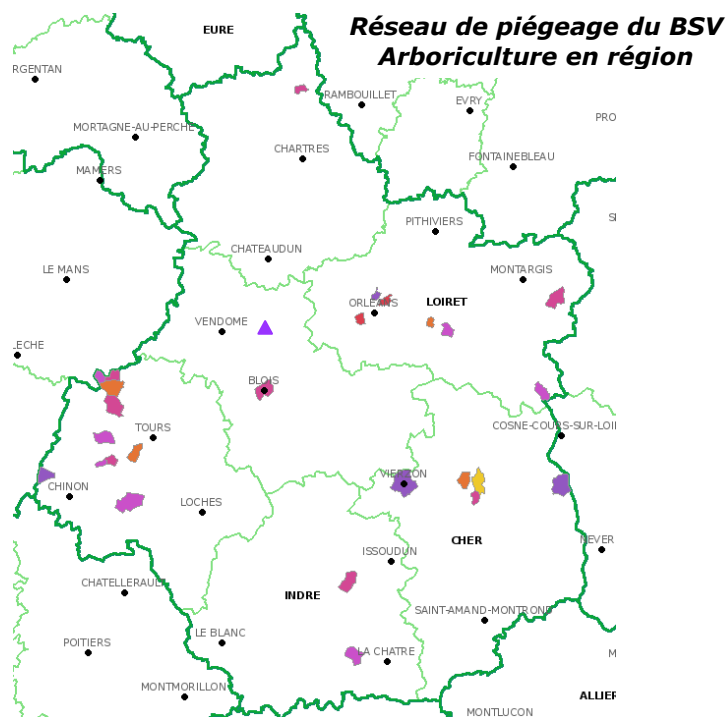 Réseau de piégeage du BSV
Arboriculture en région
EURE
RGENTAN
RAMBOUILLET
EVRY
PRO
MORTAGNE-AU-PERCHE
CHARTRES
FONTAINEBLEAU
MAMERS
PITHIVIERS
CHATEAUDUN
LE MANS
MONTARGIS
ORLEANS
LOIRET
VENDOME
LECHE
BLOIS
COSNE-COURS-SUR-LOI
TOURS
VIERZON
CHINON
LOCHES
CHER
NEVER
ISSOUDUN
CHATELLERAULT
INDRE
SAINT-AMAND-MONTROND
LE BLANC
POITIERS
LA CHATRE
M
MONTMORILLON
ALLIER
MONTLUCON